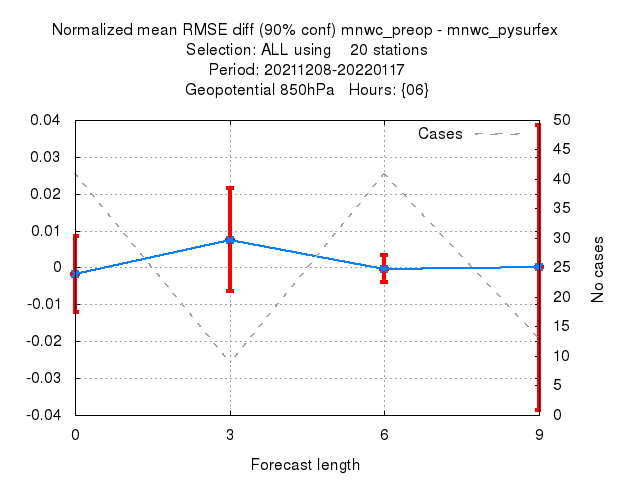 Normalized mean RMSE diff (90% conf) mnwc_preop - mnwc_pysurfex
Selection: ALL using 20 stations
Period: 20211208-20220117
Geopotential 850hPa Hours: {06}
Cases
0.04
0.03
0.02
0.01
0
-0.01
-0.02
-0.03
-0.04
50
45
40
35
30
25
20
15
10
5
0
No cases
0 3 6 9
Forecast length